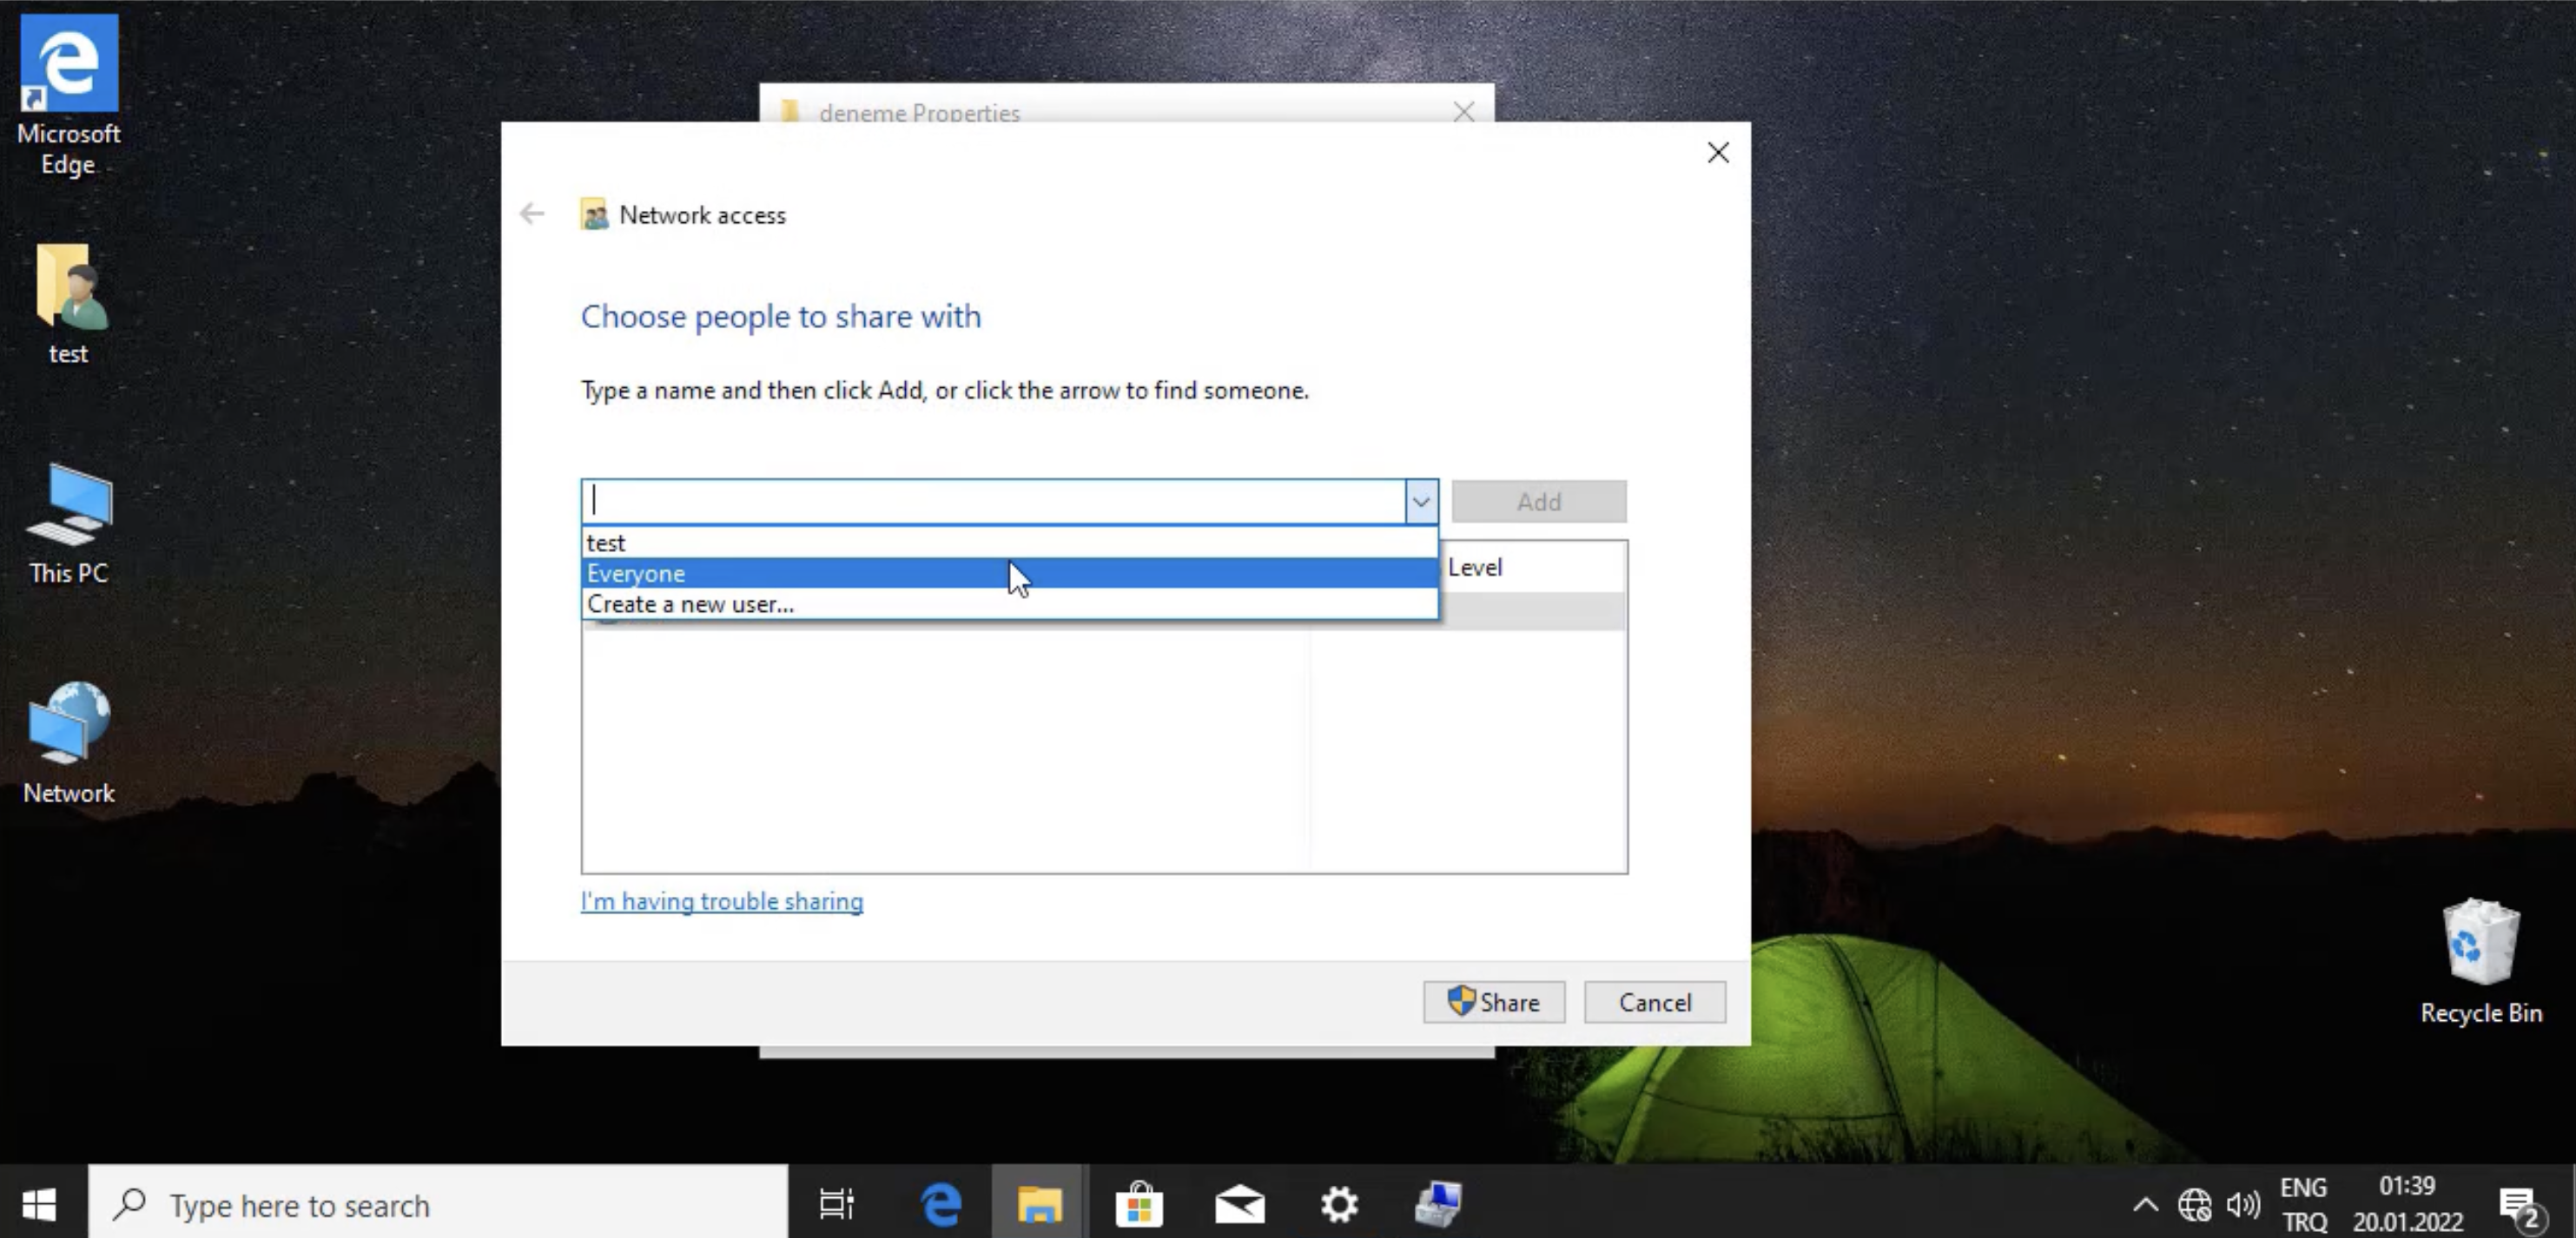 Microsoft
Edge
test
This PC
Network
deneme Properties
Network access
Choose people to share with
Type a name and then click Add, or click the arrow to find someone.
Add
test
Everyone
Create a new user...
Level
I'm having trouble sharing
Share
Cancel
Recycle Bin
Type here to search
ENG
TRQ
01:39
20.01.2022
2